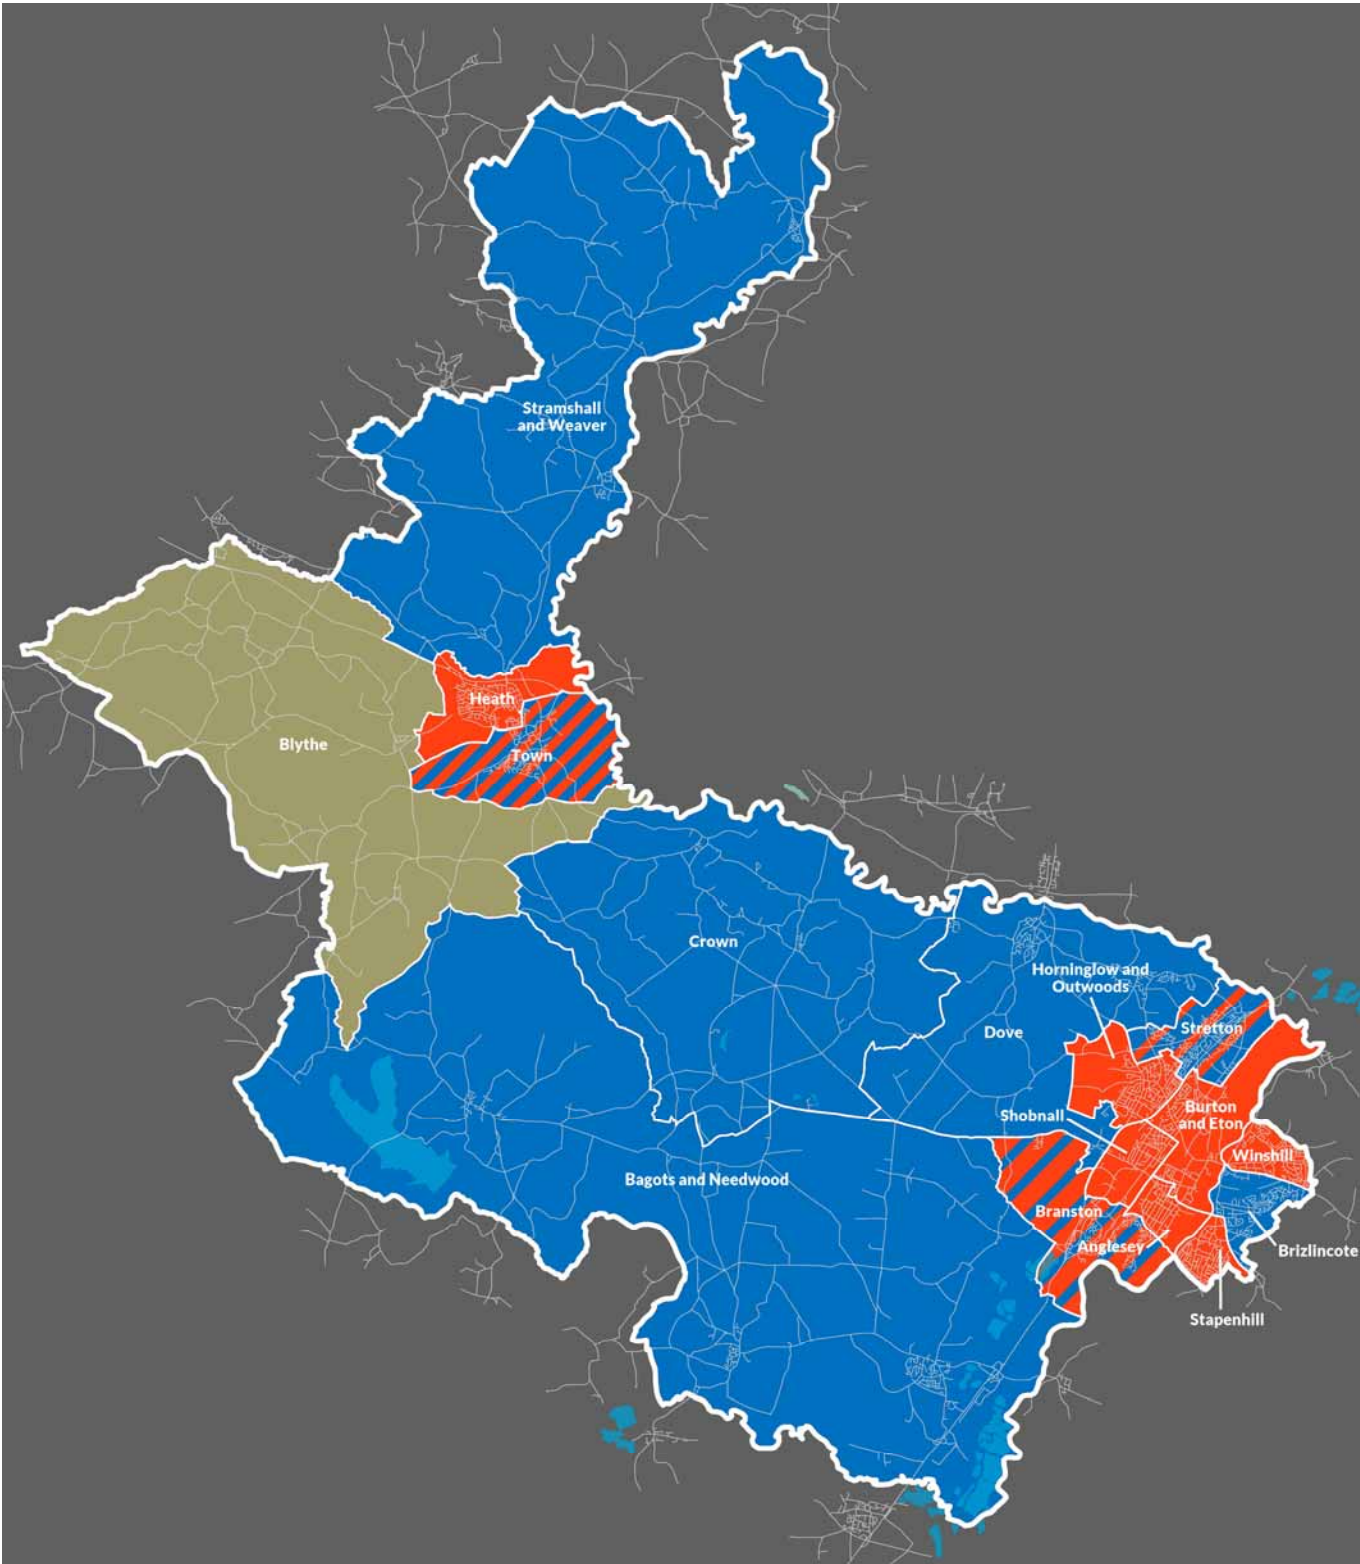 Stramshall
and Weaver
Heath
Blythe
Town
Crown
Horninglow and
Outwoods
Dove
Stretton
Shobnall
Burton
and Eton
Winshill
Bagots and Needwood
Branston
Anglesey
Brizlincote
Stapenhill